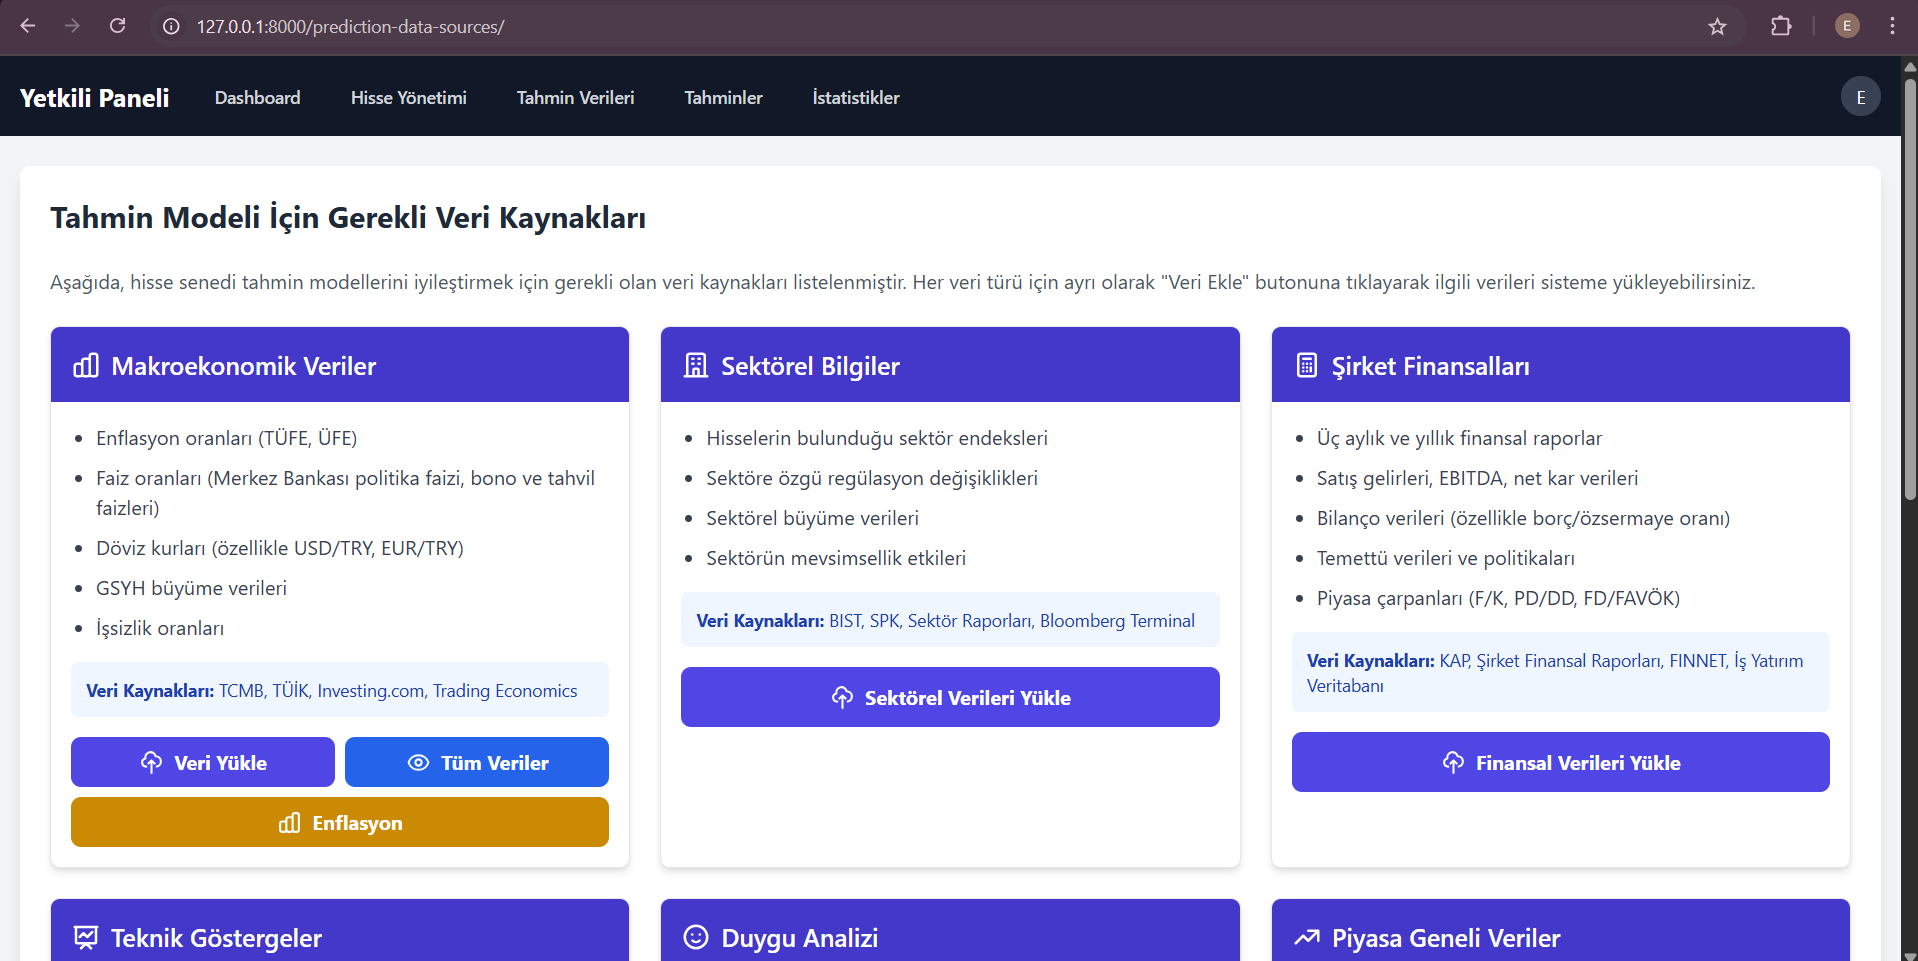 127.0.0.1:8000/prediction-data-sources/
E
Yetkili Paneli
Dashboard
Hisse Yönetimi
Tahmin Verileri
Tahminler
İstatistikler
E
Tahmin Modeli İçin Gerekli Veri Kaynakları
Aşağıda, hisse senedi tahmin modellerini iyileştirmek için gerekli olan veri kaynakları listelenmiştir. Her veri türü için ayrı olarak "Veri Ekle" butonuna tıklayarak ilgili verileri sisteme yükleyebilirsiniz.
Makroekonomik Veriler
Enflasyon oranları (TÜFE, ÜFE)
Faiz oranları (Merkez Bankası politika faizi, bono ve tahvil
faizleri)
Döviz kurları (özellikle USD/TRY, EUR/TRY)
GSYH büyüme verileri
İşsizlik oranları
Veri Kaynakları: TCMB, TÜİK, Investing.com, Trading Economics
Veri Yükle
Tüm Veriler
Enflasyon
Sektörel Bilgiler
Hisselerin bulunduğu sektör endeksleri
Sektöre özgü regülasyon değişiklikleri
Sektörel büyüme verileri
Sektörün mevsimsellik etkileri
Veri Kaynakları: BIST, SPK, Sektör Raporları, Bloomberg Terminal
Sektörel Verileri Yükle
Şirket Finansalları
Üç aylık ve yıllık finansal raporlar
Satış gelirleri, EBITDA, net kar verileri
Bilanço verileri (özellikle borç/özsermaye oranı)
Temettü verileri ve politikaları
Piyasa çarpanları (F/K, PD/DD, FD/FAVÖK)
Veri Kaynakları: KAP, Şirket Finansal Raporları, FINNET, İş Yatırım
Veritabanı
Finansal Verileri Yükle
Teknik Göstergeler
Duygu Analizi
Piyasa Geneli Veriler